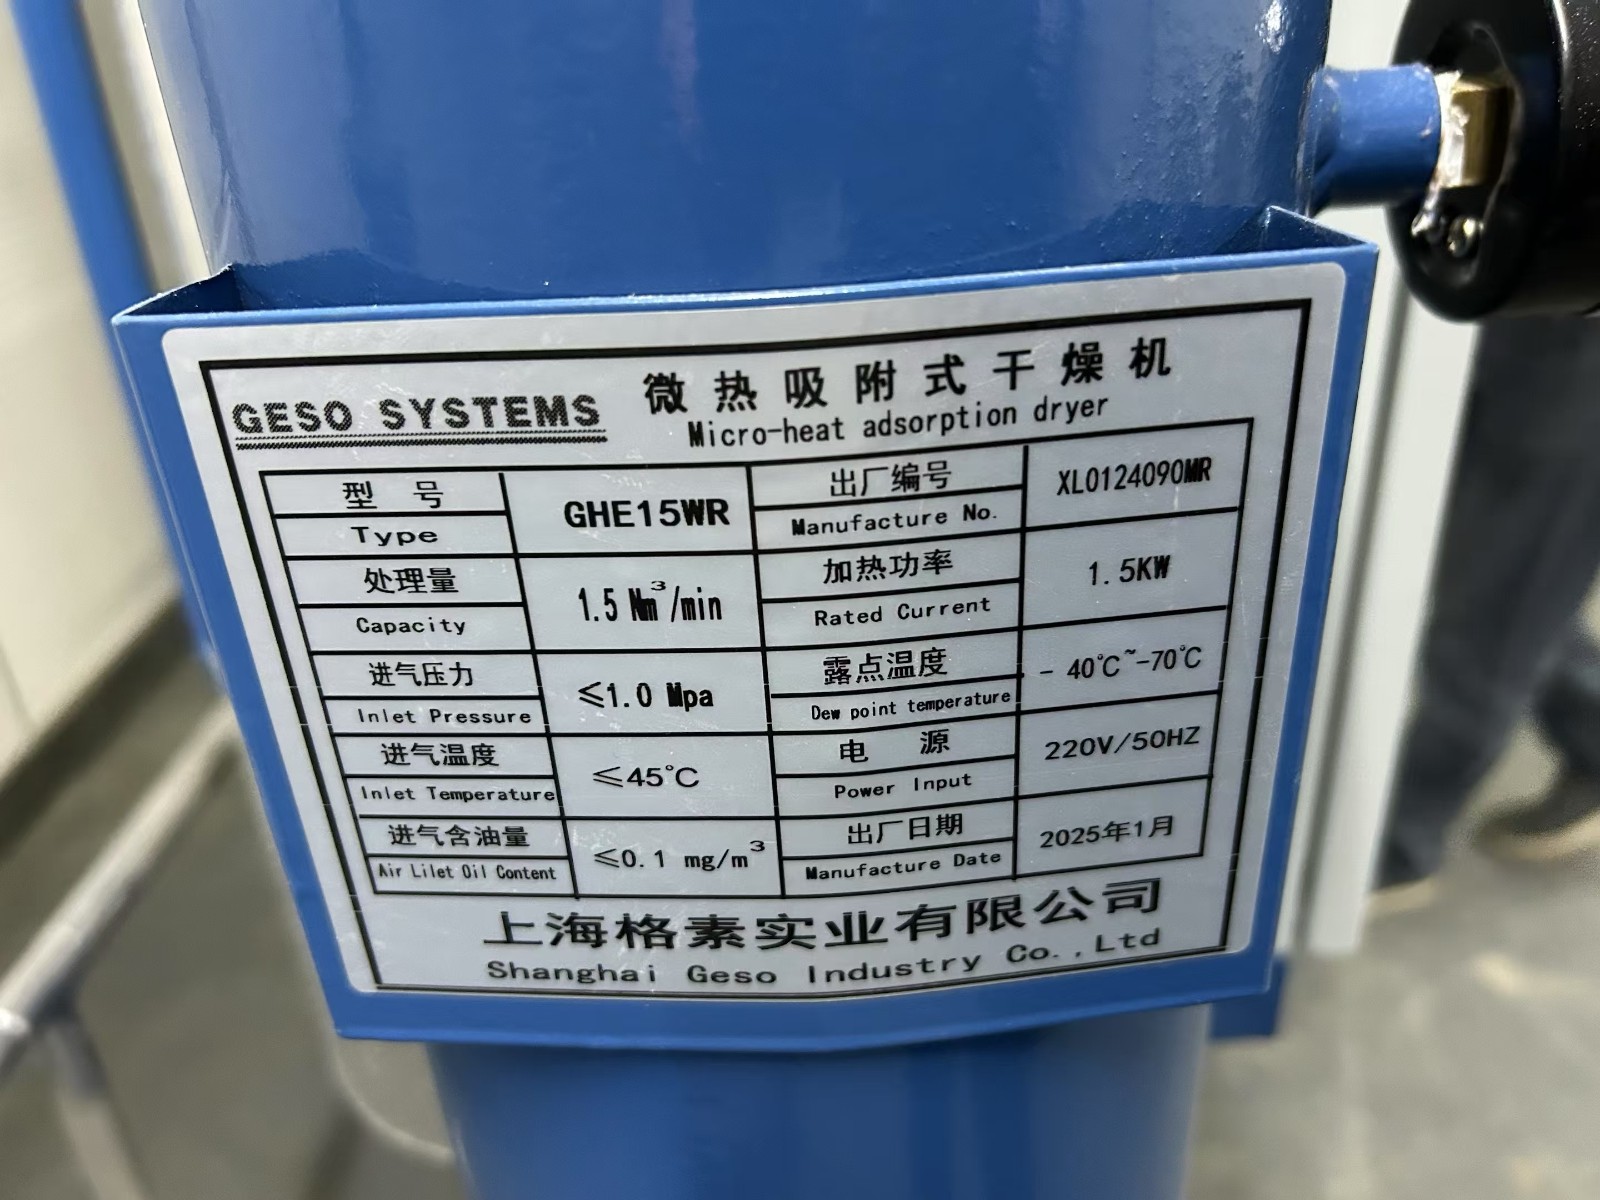 GESO SYSTEMS
微热吸附式干燥机
Micro-heat adsorption dryer
型 号
Type
GHE15WR
出厂编号
Manufacture No.
XL0124090MR
处理量
Capacity
1.5 Nm³/min
加热功率
Rated Current
1.5KW
进气压力
Inlet Pressure
≤1.0 Mpa
露点温度
Dew point temperature
- 40℃~-70℃
进气温度
Inlet Temperature
≤45℃
电 源
Power Input
220V/50HZ
进气含油量
Air Lilet Oil Content
≤0.1 mg/m³
出厂日期
Manufacture Date
2025年1月
上海格素实业有限公司
Shanghai Geso Industry Co.,Ltd